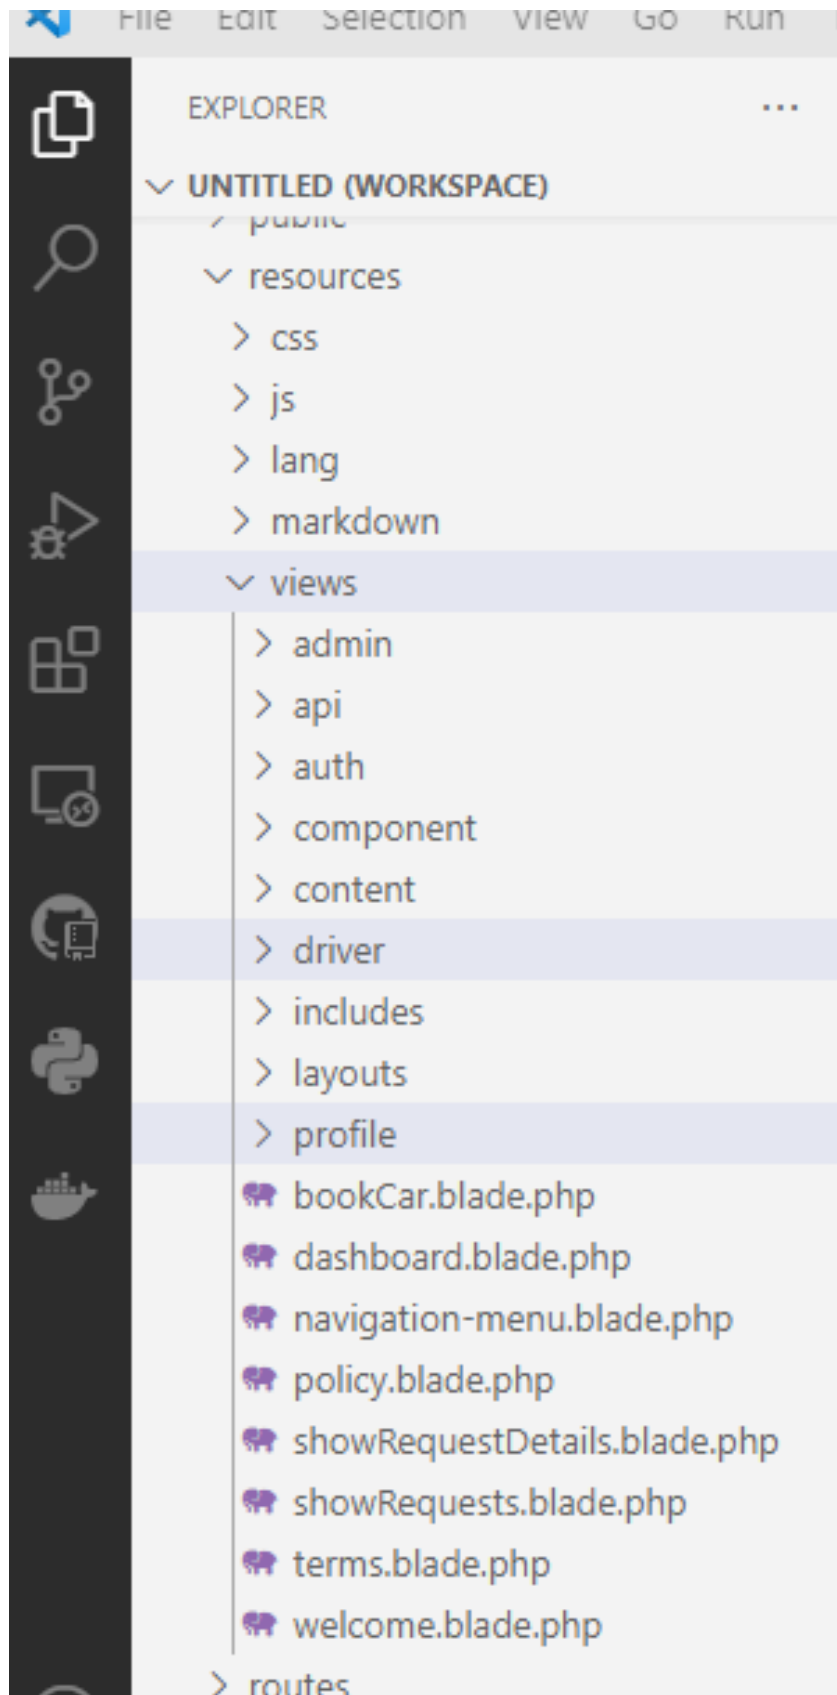 File Edit Selection View Go Run
EXPLORER ...
UNTITLED (WORKSPACE)
public
resources
css
js
lang
markdown
views
admin
api
auth
component
content
driver
includes
layouts
profile
bookCar.blade.php
dashboard.blade.php
navigation-menu.blade.php
policy.blade.php
showRequestDetails.blade.php
showRequests.blade.php
terms.blade.php
welcome.blade.php
routes